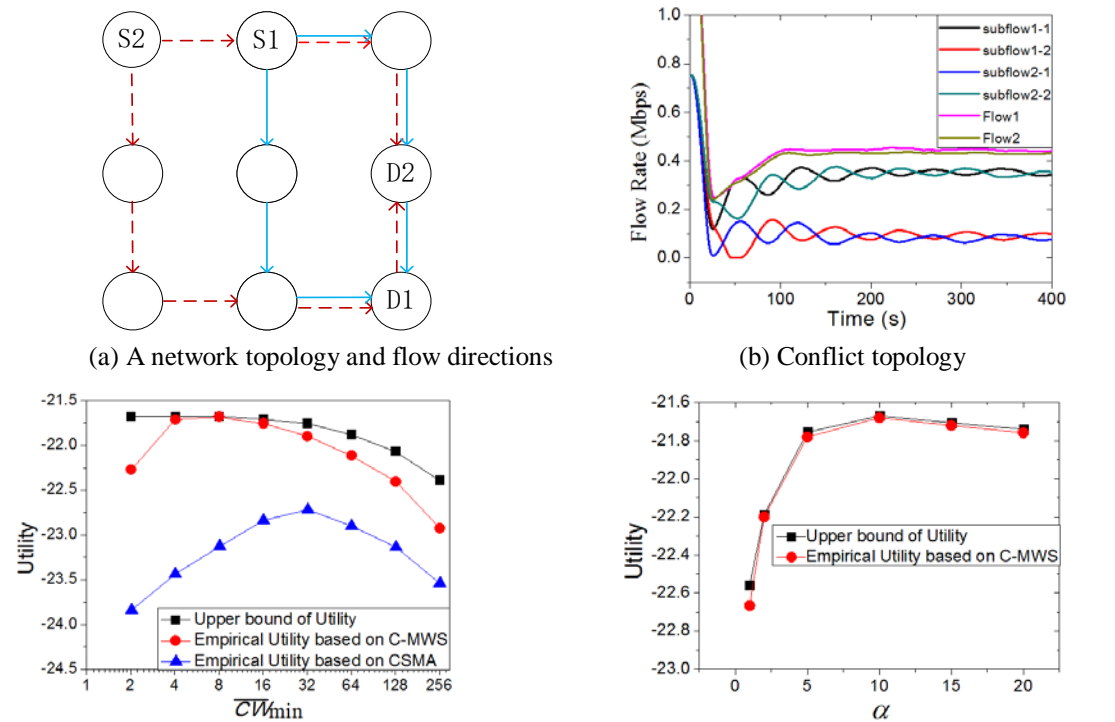 S2
S1
D2
D1
(a) A network topology and flow directions
Flow Rate (Mbps)
1.0
0.8
0.6
0.4
0.2
0.0
subflow1-1
subflow1-2
subflow2-1
subflow2-2
Flow1
Flow2
0 100 200 300 400
Time (s)
(b) Conflict topology
Utility
-21.5
-22.0
-22.5
-23.0
-23.5
-24.0
-24.5
Upper bound of Utility
Empirical Utility based on C-MWS
Empirical Utility based on CSMA
1 2 4 8 16 32 64 128 256
CWmin
Utility
-21.6
-21.8
-22.0
-22.2
-22.4
-22.6
-22.8
-23.0
Upper bound of Utility
Empirical Utility based on C-MWS
0 5 10 15 20
α